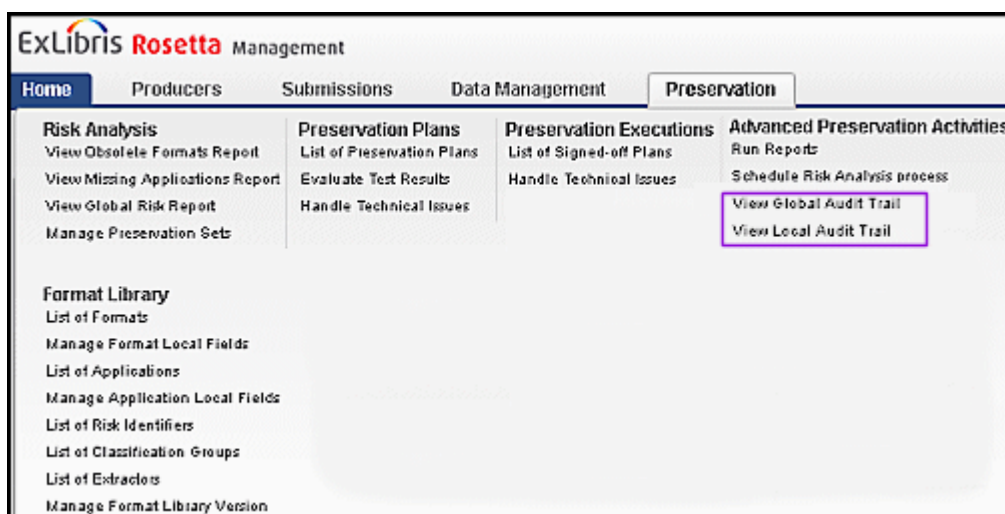 ExLibris Rosetta Management
Home Producers Submissions Data Management Preservation
Risk Analysis
View Obsolete Formats Report
View Missing Applications Report
View Global Risk Report
Manage Preservation Sets
Preservation Plans
List of Preservation Plans
Evaluate Test Results
Handle Technical Issues
Preservation Executions
List of Signed-off Plans
Handle Technical Issues
Advanced Preservation Activities
Run Reports
Schedule Risk Analysis process
View Global Audit Trail
View Local Audit Trail
Format Library
List of Formats
Manage Format Local Fields
List of Applications
Manage Application Local Fields
List of Risk Identifiers
List of Classification Groups
List of Extractors
Manage Format Library Version